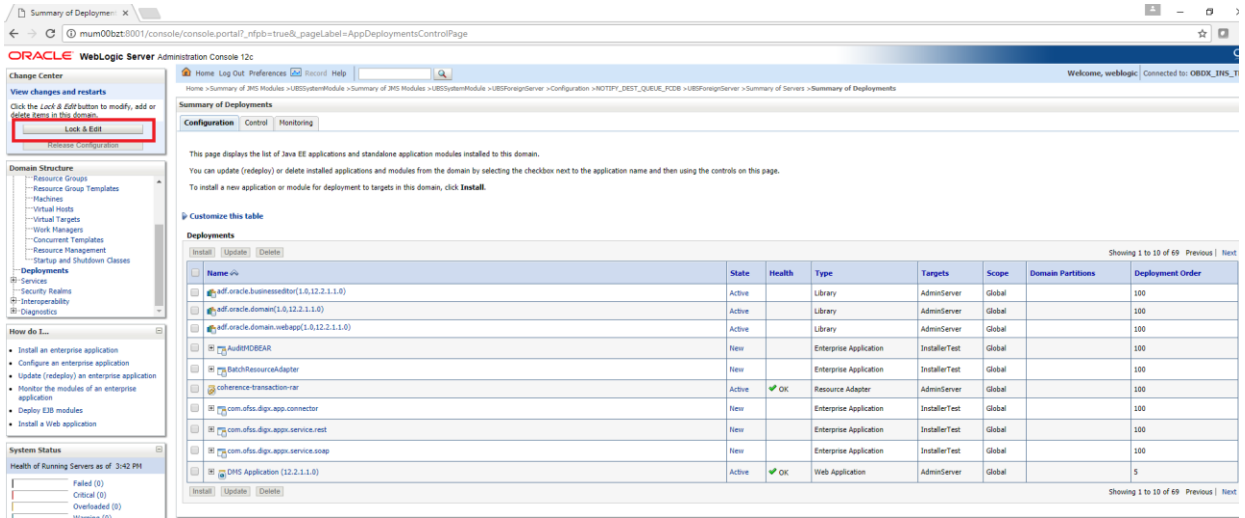 Summary of Deploymen
mum00bzt:8001/console/console.portal?_nfpb=true&_pageLabel=AppDeploymentsControlPage
ORACLE WebLogic Server Administration Console 12c
Change Center
View changes and restarts
Click the Lock & Edit button to modify, add or
delete items in this domain.
Lock & Edit
Release Configuration
Domain Structure
Resource Groups
Resource Group Templates
Machines
Virtual Hosts
Virtual Targets
Work Managers
Concurrent Templates
Resource Management
Startup and Shutdown Classes
Deployments
Services
Security Realms
Interoperability
Diagnostics
How do I...
Install an enterprise application
Configure an enterprise application
Update (redeploy) an enterprise application
Monitor the modules of an enterprise
application
Deploy EJB modules
Install a Web application
System Status
Health of Running Servers as of 3:42 PM
Failed (0)
Critical (0)
Overloaded (0)
Warning (0)
Home Log Out Preferences Record Help
Welcome, weblogic Connected to: OBDX_INS_T
Home >Summary of JMS Modules >UBSSystemModule >Summary of JMS Modules >UBSSystemModule >UBSForeignServer >Configuration >NOTIFY_DEST_QUEUE_FCDB >UBSForeignServer >Summary of Servers >Summary of Deployments
Summary of Deployments
Configuration Control Monitoring
This page displays the list of Java EE applications and standalone application modules installed to this domain.
You can update (redeploy) or delete installed applications and modules from the domain by selecting the checkbox next to the application name and then using the controls on this page.
To install a new application or module for deployment to targets in this domain, click Install.
Customize this table
Deployments
Install Update Delete Showing 1 to 10 of 69 Previous | Next
Name State Health Type Targets Scope Domain Partitions Deployment Order
adf.oracle.businesseditor(1.0,12.2.1.1.0) Active Library AdminServer Global 100
adf.oracle.domain(1.0,12.2.1.1.0) Active Library AdminServer Global 100
adf.oracle.domain.webapp(1.0,12.2.1.1.0) Active Library AdminServer Global 100
AuditMDBEAR New Enterprise Application InstallerTest Global 100
BatchResourceAdapter New Enterprise Application InstallerTest Global 100
coherence-transaction-rar Active OK Resource Adapter AdminServer Global 100
com.ofss.digx.app.connector New Enterprise Application InstallerTest Global 100
com.ofss.digx.appx.service.rest New Enterprise Application InstallerTest Global 100
com.ofss.digx.appx.service.soap New Enterprise Application InstallerTest Global 100
DMS Application (12.2.1.1.0) Active OK Web Application AdminServer Global 5
Install Update Delete Showing 1 to 10 of 69 Previous | Next